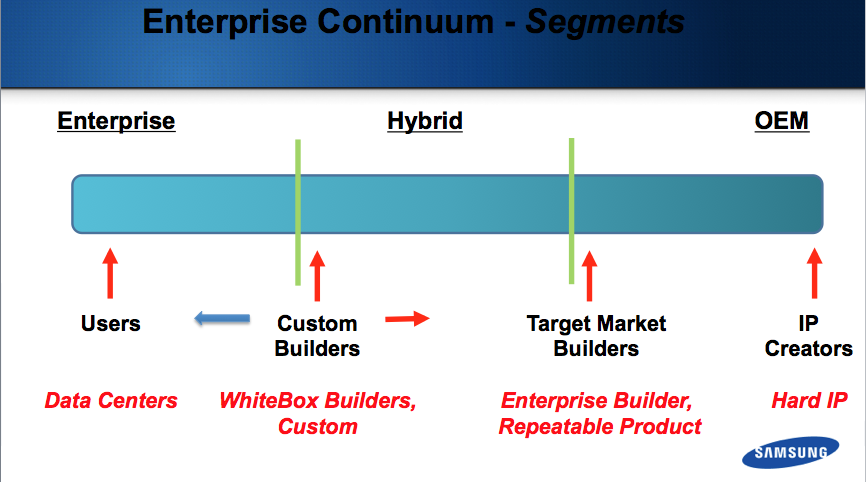 Enterprise Continuum - Segments
Enterprise
Hybrid
OEM
Users
Custom
Builders
Target Market
Builders
IP
Creators
Data Centers
WhiteBox Builders,
Custom
Enterprise Builder,
Repeatable Product
Hard IP
SAMSUNG